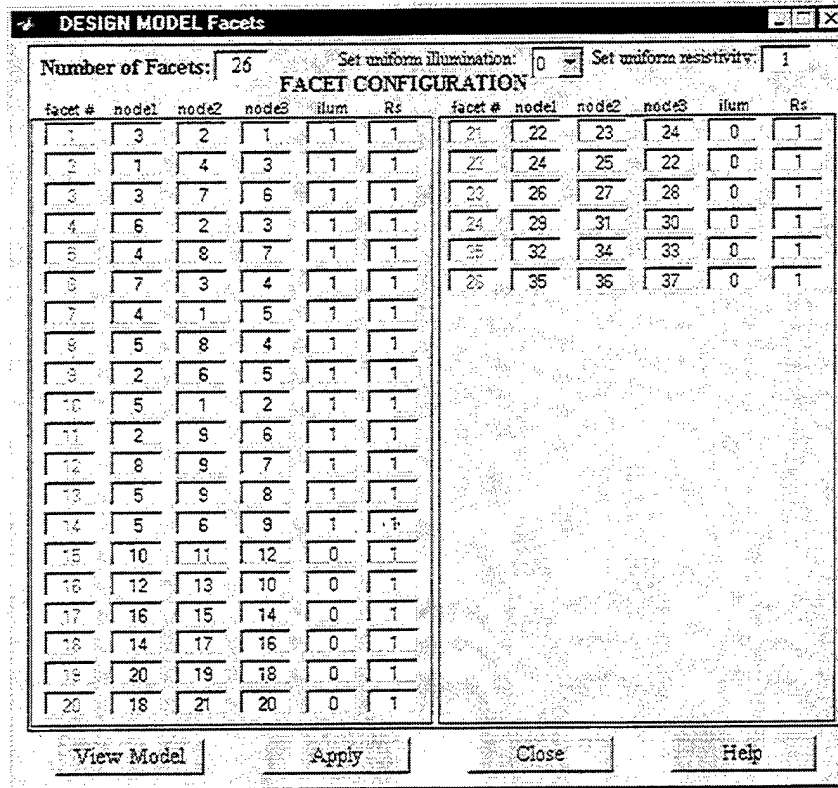 DESIGN MODEL Facets
Number of Facets: 26 Set uniform illumination: 0 Set uniform resistivity: 1
FACET CONFIGURATION
facet # node1 node2 node3 ilum Rs
1 3 2 1 1 1
2 1 4 3 1 1
3 3 7 6 1 1
4 6 2 3 1 1
5 4 8 7 1 1
6 7 3 4 1 1
7 4 1 5 1 1
8 5 8 4 1 1
9 2 6 5 1 1
10 5 1 2 1 1
11 2 9 6 1 1
12 8 9 7 1 1
13 5 9 8 1 1
14 5 6 9 1 1
15 10 11 12 0 1
16 12 13 10 0 1
17 16 15 14 0 1
18 14 17 16 0 1
19 20 19 18 0 1
20 18 21 20 0 1
facet # node1 node2 node3 ilum Rs
21 22 23 24 0 1
22 24 25 22 0 1
23 26 27 28 0 1
24 29 31 30 0 1
25 32 34 33 0 1
26 35 36 37 0 1
View Model Apply Close Help